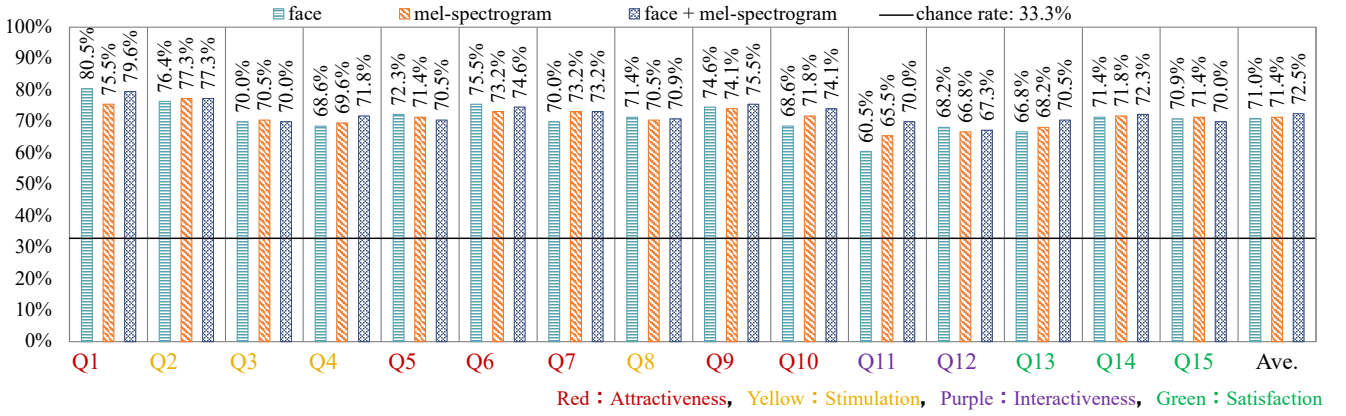 face mel-spectrogram face + mel-spectrogram chance rate: 33.3%
100%
90%
80%
70%
60%
50%
40%
30%
20%
10%
0%
80.5% 75.5% 79.6% 76.4% 77.3% 77.3% 70.0% 70.5% 70.0% 68.6% 69.6% 71.8% 72.3% 71.4% 70.5% 75.5% 73.2% 74.6% 70.0% 73.2% 73.2% 71.4% 70.5% 70.9% 74.6% 74.1% 75.5% 68.6% 71.8% 74.1% 60.5% 65.5% 70.0% 68.2% 66.8% 67.3% 66.8% 68.2% 70.5% 71.4% 71.8% 72.3% 70.9% 71.4% 70.0% 71.0% 71.4% 72.5%
Q1 Q2 Q3 Q4 Q5 Q6 Q7 Q8 Q9 Q10 Q11 Q12 Q13 Q14 Q15 Ave.
Red：Attractiveness， Yellow：Stimulation， Purple：Interactiveness， Green：Satisfaction